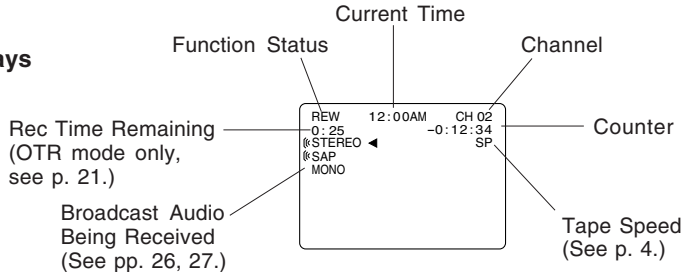 Current Time
Function Status
Channel
ays
REW 12:00AM CH 02
0:25 -0:12:34
STEREO ◄ SP
SAP
MONO
Rec Time Remaining
(OTR mode only,
see p. 21.)
Counter
Broadcast Audio
Being Received
(See pp. 26, 27.)
Tape Speed
(See p. 4.)